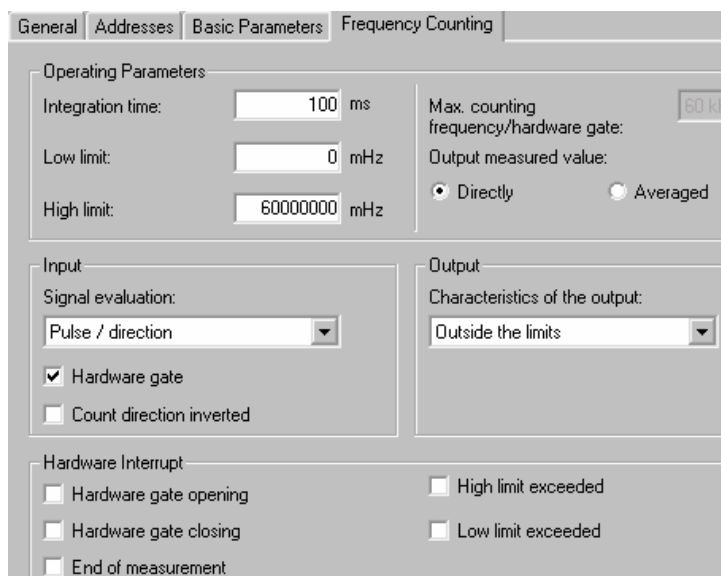 General Addresses Basic Parameters Frequency Counting
Operating Parameters
Integration time: 100 ms
Low limit: 0 mHz
High limit: 60000000 mHz
Max. counting
frequency/hardware gate: 60
Output measured value:
Directly Averaged
Input
Signal evaluation:
Pulse / direction
Hardware gate
Count direction inverted
Output
Characteristics of the output:
Outside the limits
Hardware Interrupt
Hardware gate opening
Hardware gate closing
End of measurement
High limit exceeded
Low limit exceeded